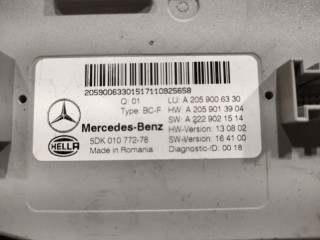 20590063301517110825658
Q: 01 LU: A 205 900 63 30
Type: BC-F HW: A 205 901 39 04
SW: A 222 902 15 14
Mercedes-Benz HW-Version: 13 08 02
HELLA 5DK 010 772-76 SW-Version: 16 41 00
Made in Romania Diagnostic-ID: 00 18